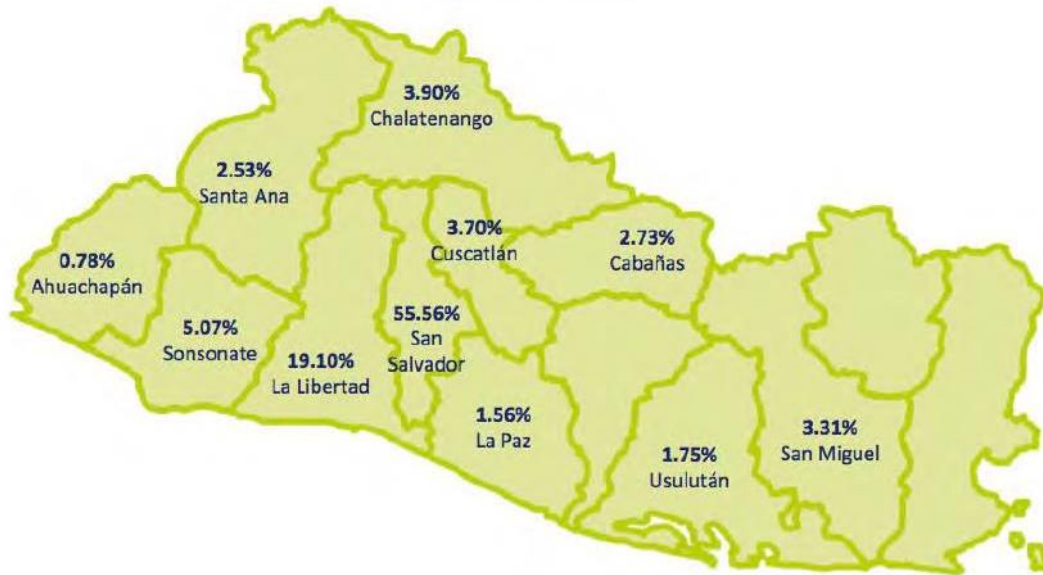 3.90%
Chalatenango
2.53%
Santa Ana
3.70%
Cuscatlán
2.73%
Cabañas
0.78%
Ahuachapán
5.07%
Sonsonate
19.10%
La Libertad
55.56%
San
Salvador
1.56%
La Paz
1.75%
Usulután
3.31%
San Miguel